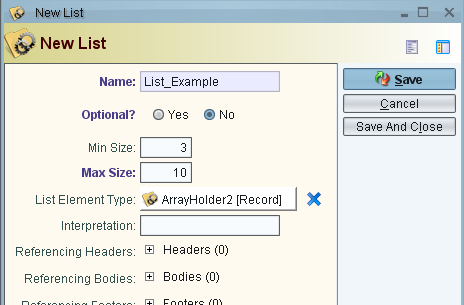 New List
New List
Name: List_Example
Optional? Yes No
Min Size: 3
Max Size: 10
List Element Type: ArrayHolder2 [Record]
Interpretation:
Referencing Headers: Headers (0)
Referencing Bodies: Bodies (0)
Referencing Footers: Footers (0)
Save
Cancel
Save And Close